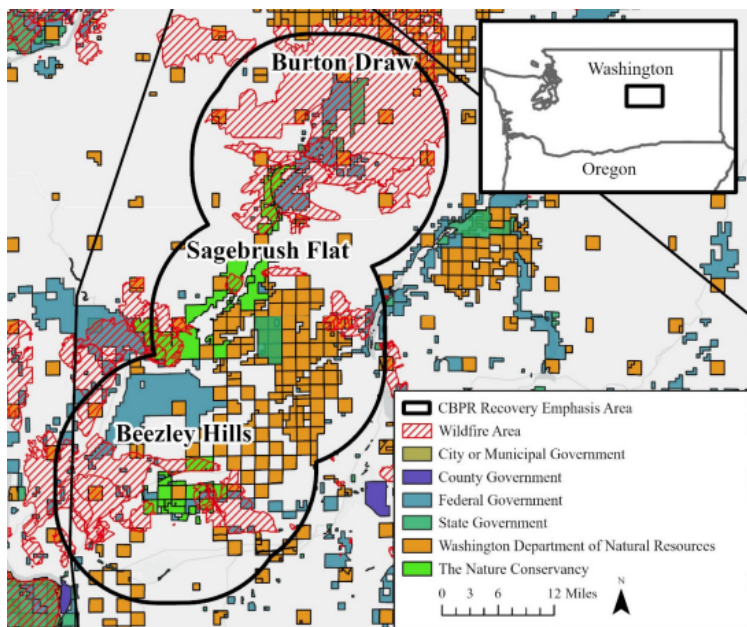 Burton Draw
Washington
Oregon
Sagebrush Flat
Beezley Hills
CBPR Recovery Emphasis Area
Wildfire Area
City or Municipal Government
County Government
Federal Government
State Government
Washington Department of Natural Resources
The Nature Conservancy
0 3 6 12 Miles
N